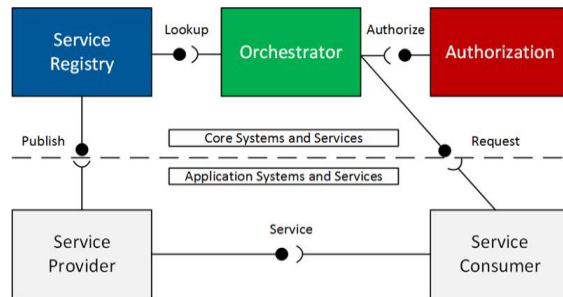 Service
Registry
Lookup
Orchestrator
Authorize
Authorization
Publish
Core Systems and Services
Request
Application Systems and Services
Service
Provider
Service
Service
Consumer